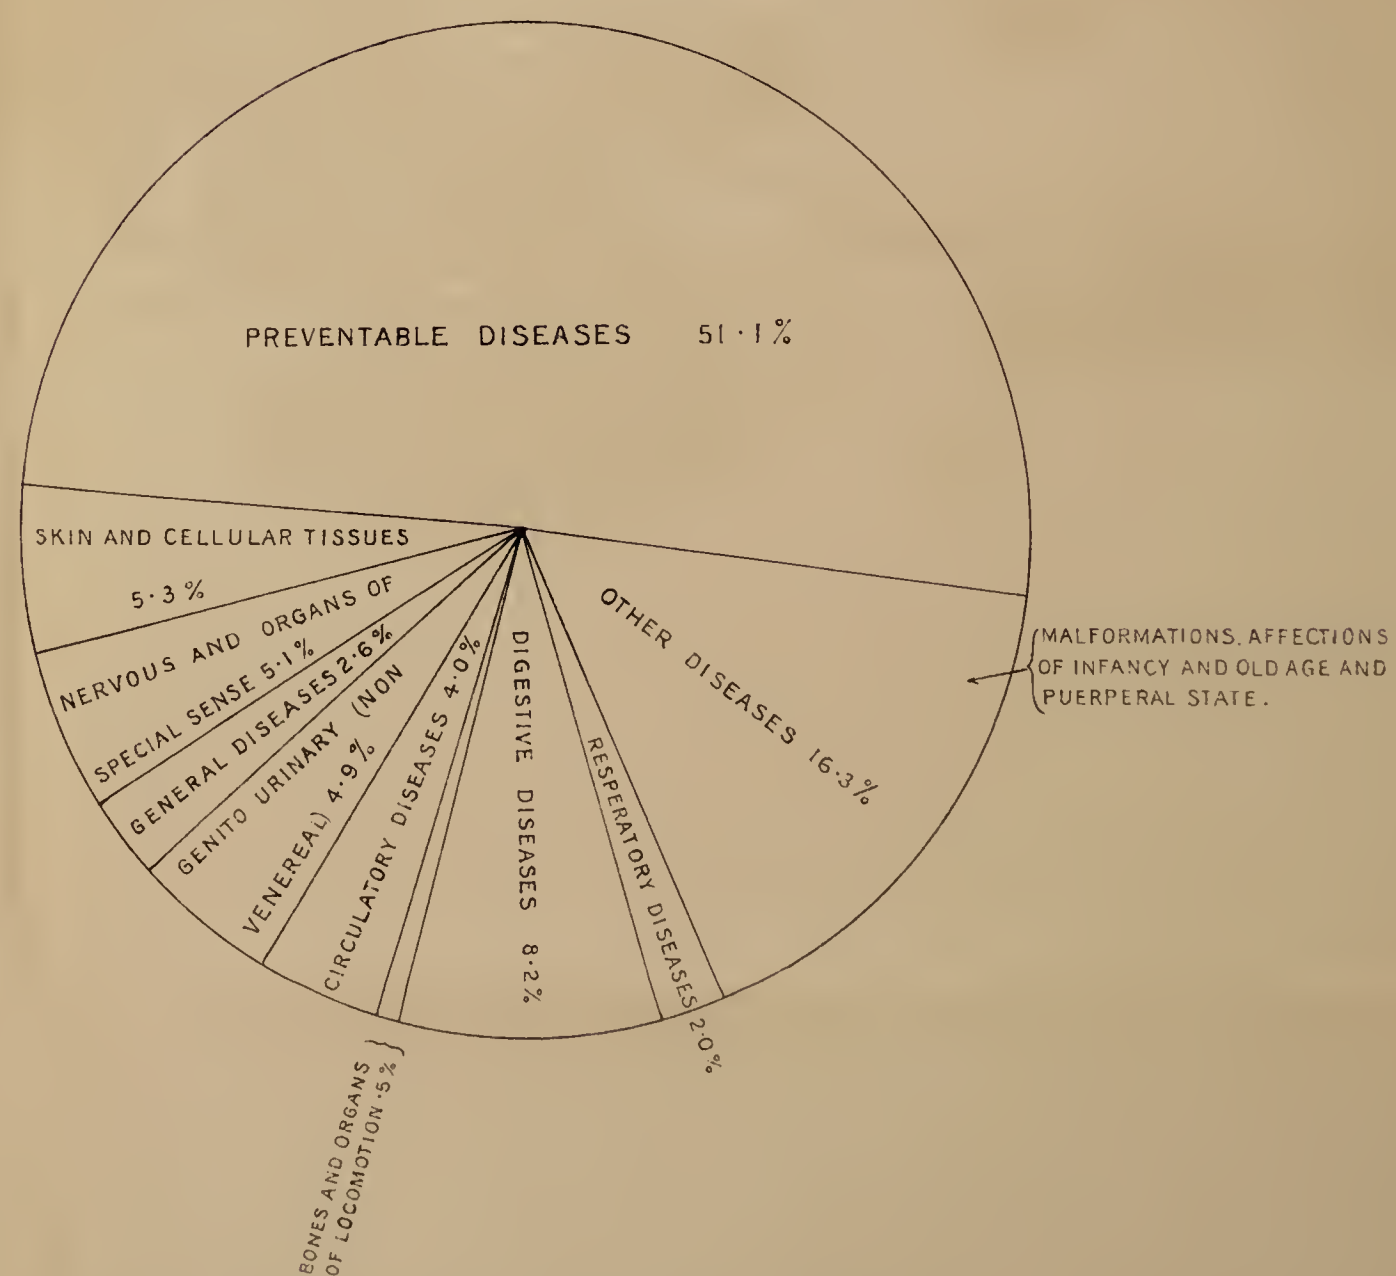 PREVENTABLE DISEASES 51·1%
SKIN AND CELLULAR TISSUES
5·3%
NERVOUS AND ORGANS OF
SPECIAL SENSE 5·1%
GENERAL DISEASES 2·6%
GENITO URINARY (NON
VENEREAL) 4·9%
CIRCULATORY DISEASES 4·0%
BONES AND ORGANS
OF LOCOMOTION ·5%
DIGESTIVE DISEASES 8·2%
RESPERATORY DISEASES 2·0%
OTHER DISEASES 16·3%
MALFORMATIONS. AFFECTIONS
OF INFANCY AND OLD AGE AND
PUERPERAL STATE.